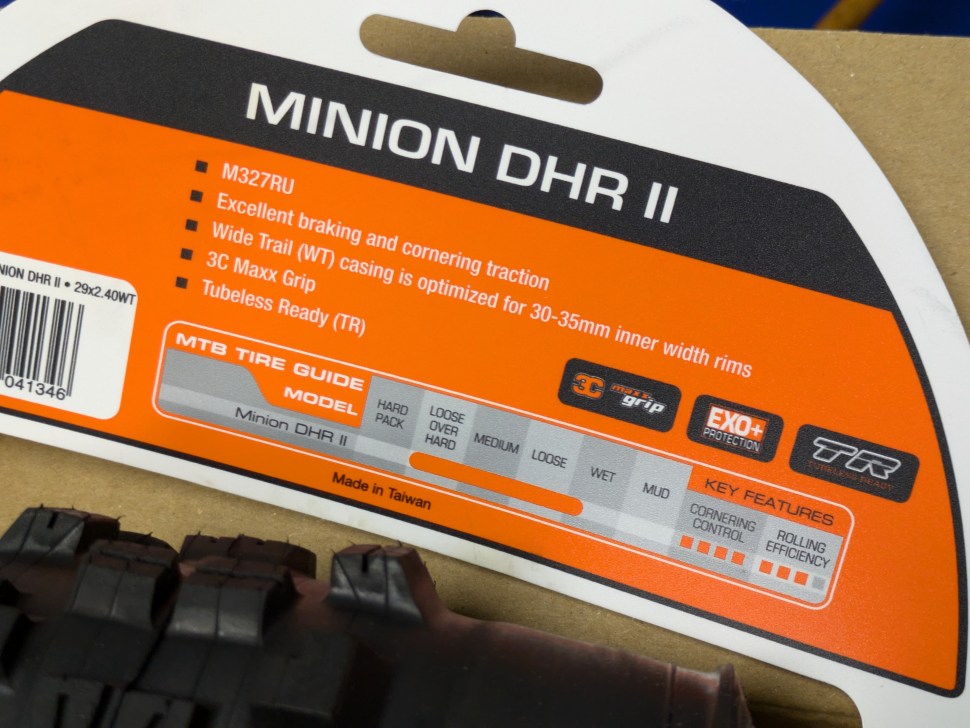 MINION DHR II
M327RU
Excellent braking and cornering traction
Wide Trail (WT) casing is optimized for 30-35mm inner width rims
3C Maxx Grip
Tubeless Ready (TR)
NION DHR II • 29x2.40WT
041346
MTB TIRE GUIDE
MODEL
Minion DHR II
HARD
PACK
LOOSE
OVER
HARD
MEDIUM
LOOSE
WET
MUD
KEY FEATURES
CORNERING
CONTROL
ROLLING
EFFICIENCY
3C maxx
grip
EXO+
PROTECTION
TR
TUBELESS READY
Made in Taiwan